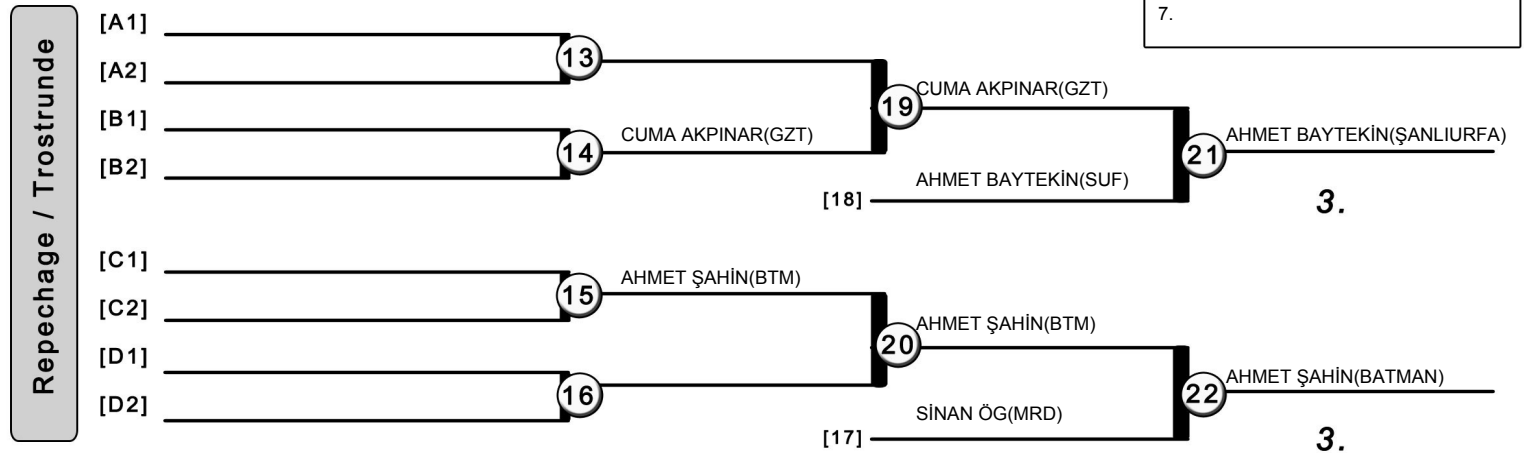 Repechage / Trostrunde
7.
[A1]
[A2]
13
[B1]
[B2]
14
CUMA AKPINAR(GZT)
19
CUMA AKPINAR(GZT)
[18]
AHMET BAYTEKİN(SUF)
21
AHMET BAYTEKİN(ŞANLIURFA)
3.
[C1]
[C2]
15
AHMET ŞAHİN(BTM)
[D1]
[D2]
16
20
AHMET ŞAHİN(BTM)
[17]
SİNAN ÖG(MRD)
22
AHMET ŞAHİN(BATMAN)
3.